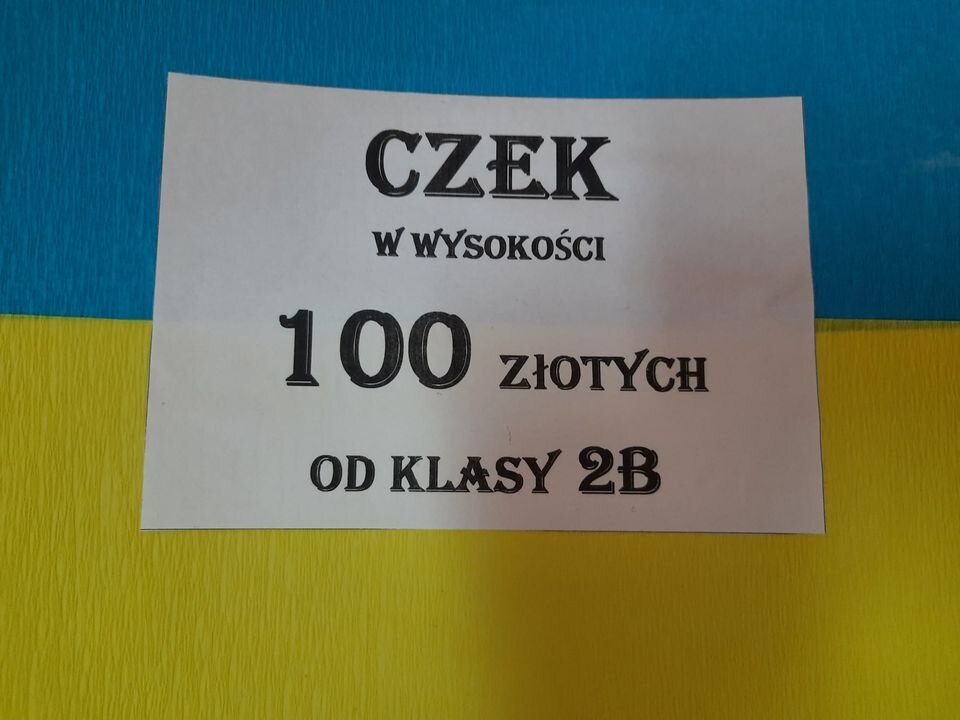 CZEK
W WYSOKOŚCI
100 ZŁOTYCH
OD KLASY 2B